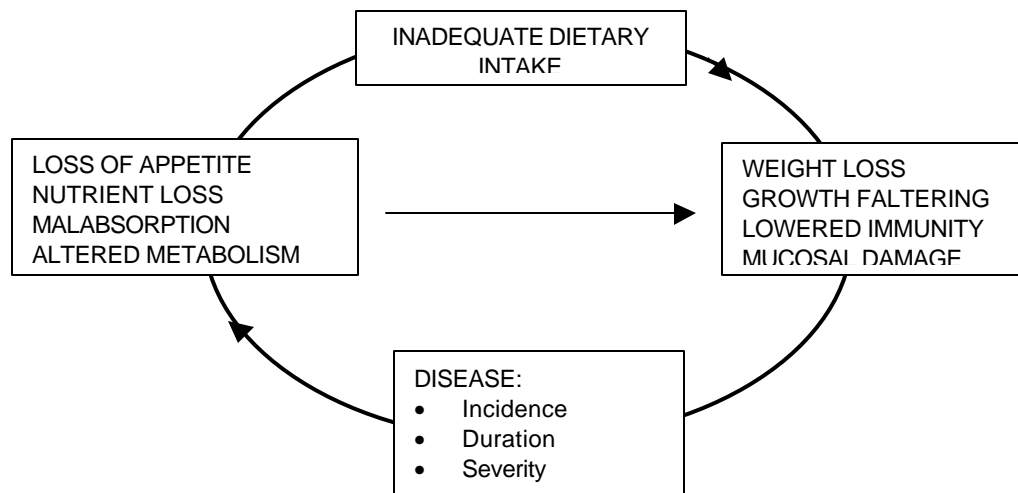 INADEQUATE DIETARY
INTAKE
LOSS OF APPETITE
NUTRIENT LOSS
MALABSORPTION
ALTERED METABOLISM
WEIGHT LOSS
GROWTH FALTERING
LOWERED IMMUNITY
MUCOSAL DAMAGE
DISEASE:
• Incidence
• Duration
• Severity